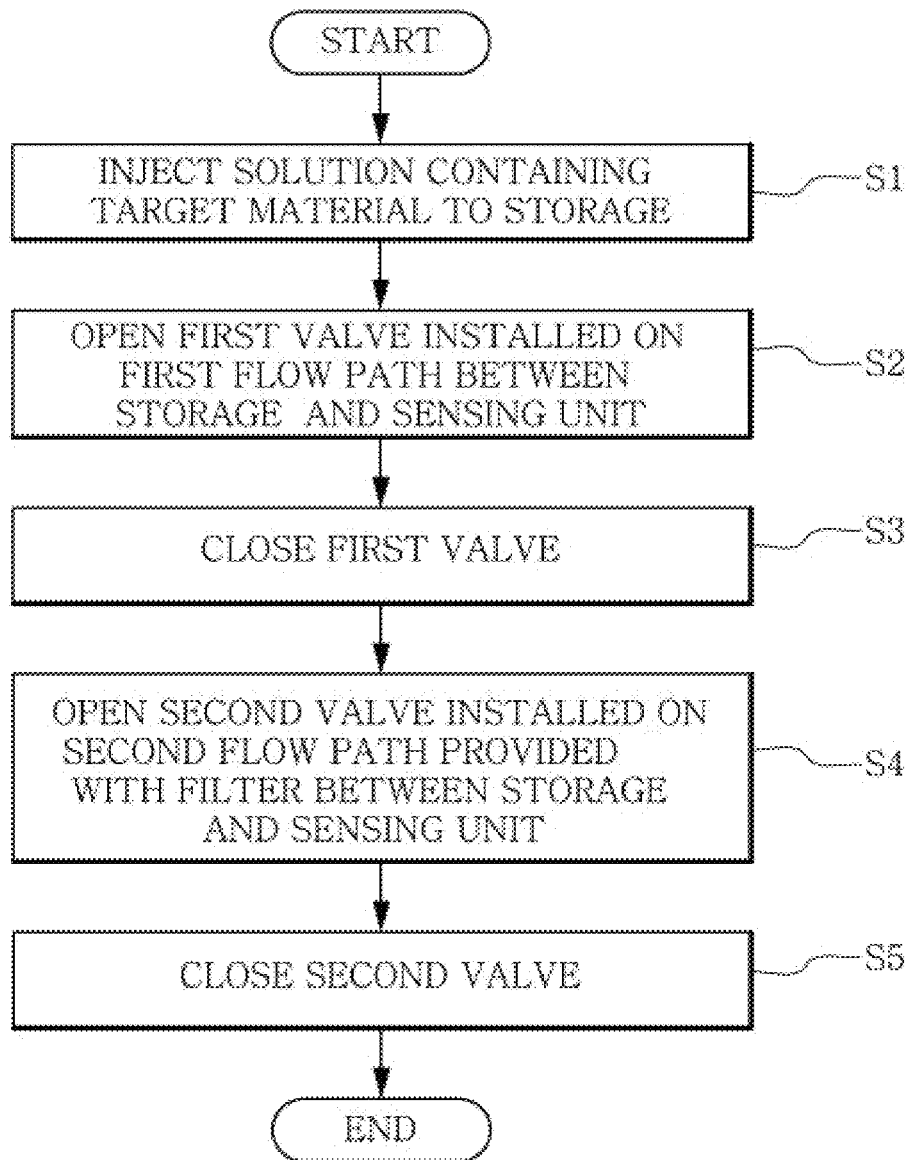 START
INJECT SOLUTION CONTAINING
TARGET MATERIAL TO STORAGE
S1
OPEN FIRST VALVE INSTALLED ON
FIRST FLOW PATH BETWEEN
STORAGE AND SENSING UNIT
S2
CLOSE FIRST VALVE
S3
OPEN SECOND VALVE INSTALLED ON
SECOND FLOW PATH PROVIDED
WITH FILTER BETWEEN STORAGE
AND SENSING UNIT
S4
CLOSE SECOND VALVE
S5
END